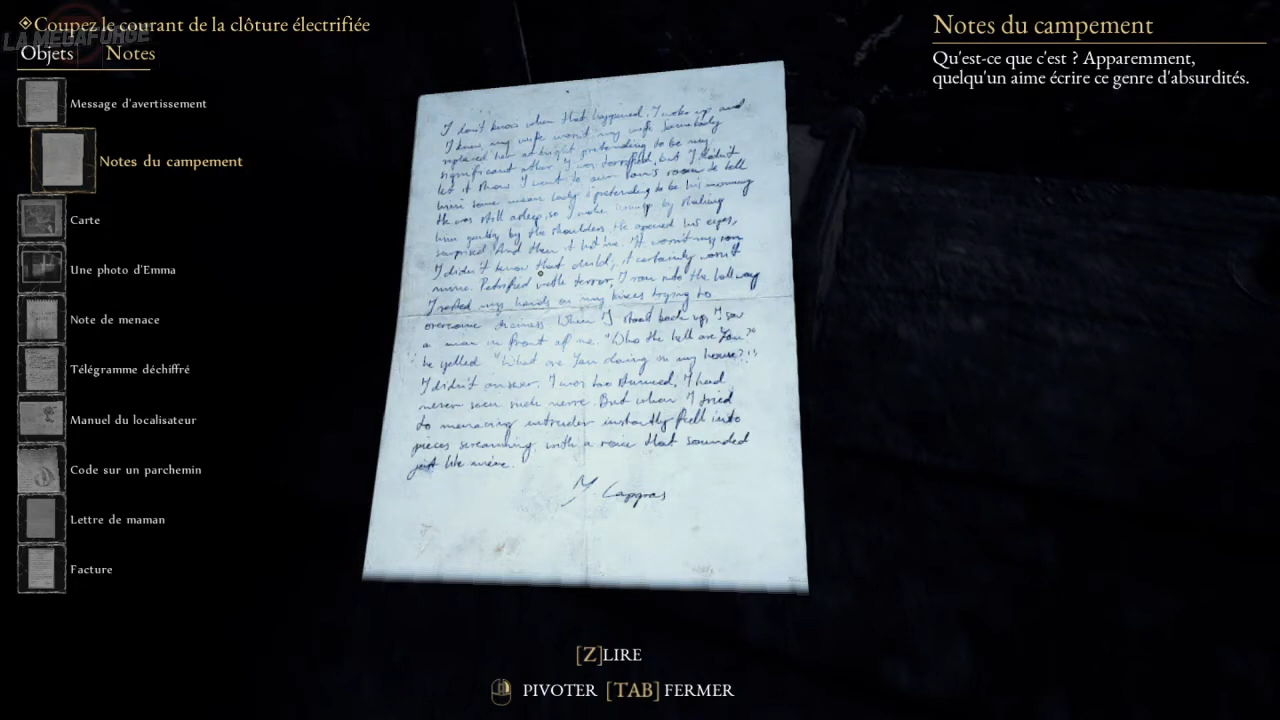 Coupez le courant de la clôture électrifiée
LA MEGAFORGE
Objets Notes
Message d'avertissement
Notes du campement
Carte
Une photo d'Emma
Note de menace
Télégramme déchiffré
Manuel du localisateur
Code sur un parchemin
Lettre de maman
Facture
I don't know when that happened. I woke up and
I knew my wife wasn't my wife. Somebody
replaced her at night pretending to be my
significant other. I was terrified, but I didn't
let it show. I went to our son's room to tell
him some mean lady's pretending to be his mommy
He was still asleep, so I woke him up by shaking
him gently by the shoulders. He opened his eyes,
surprised. And then it hit me. It wasn't my son
I didn't know that child, it certainly wasn't
mine. Petrified with terror, I ran into the hallway
I rested my hands on my knees trying to
overcome dizziness When I stood back up, I saw
a man in front of me. "Who the hell are You?"
he yelled "What are You doing in my house?!"
I didn't answer. I was too stunned, I had
never seen such nerve. But when I tried
to menacing intruder instantly fell into
pieces screaming, with a voice that sounded
just like mine.
Capgras
Notes du campement
Qu'est-ce que c'est ? Apparemment,
quelqu'un aime écrire ce genre d'absurdités.
[Z]LIRE
PIVOTER [TAB] FERMER